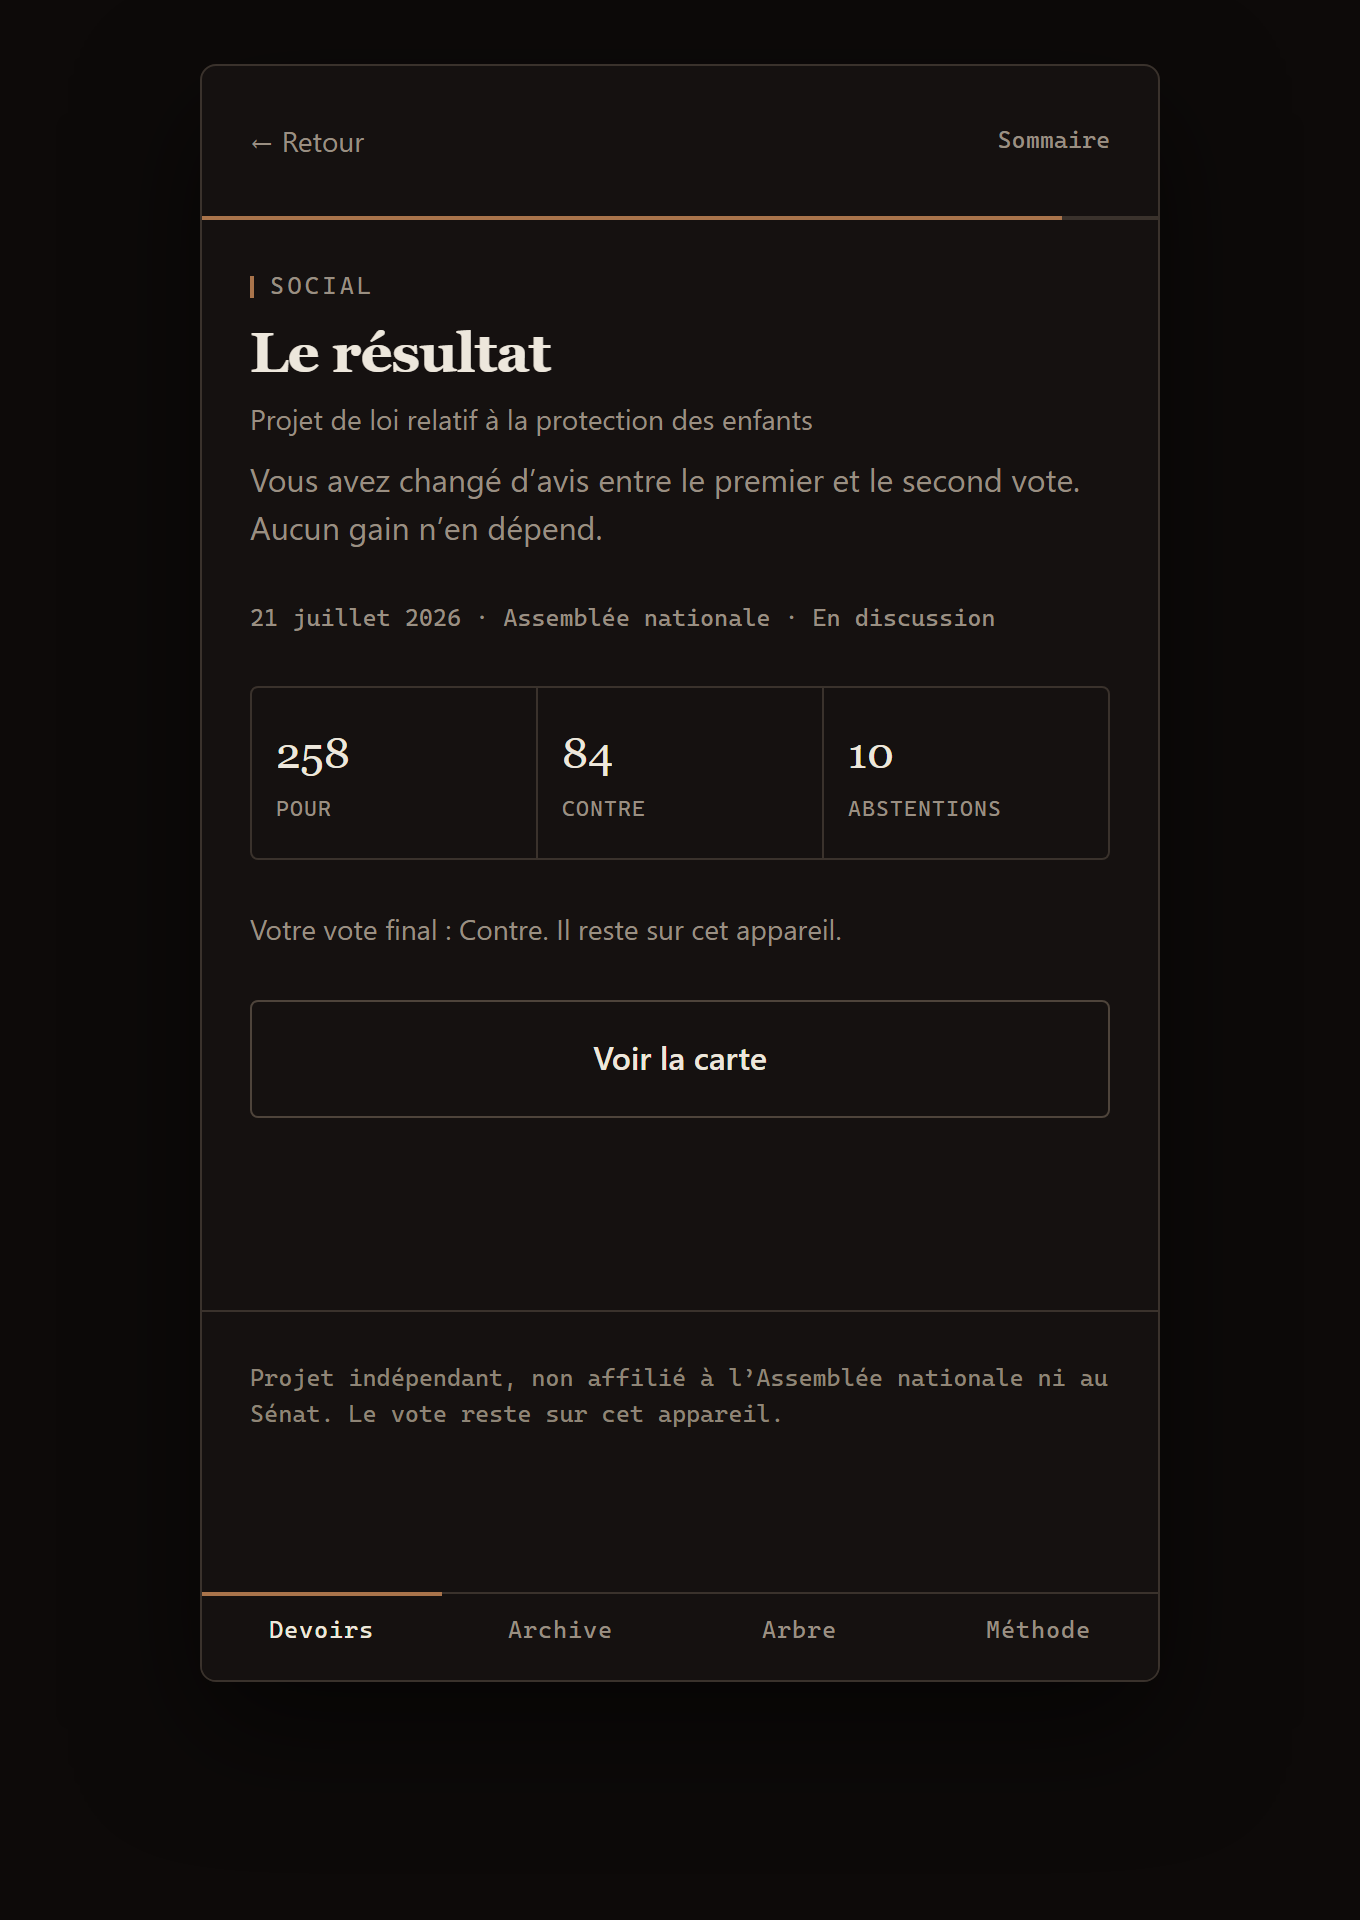 ← Retour
Sommaire
SOCIAL
Le résultat
Projet de loi relatif à la protection des enfants
Vous avez changé d’avis entre le premier et le second vote.
Aucun gain n’en dépend.
21 juillet 2026 · Assemblée nationale · En discussion
258
POUR
84
CONTRE
10
ABSTENTIONS
Votre vote final : Contre. Il reste sur cet appareil.
Voir la carte
Projet indépendant, non affilié à l’Assemblée nationale ni au
Sénat. Le vote reste sur cet appareil.
Devoirs
Archive
Arbre
Méthode